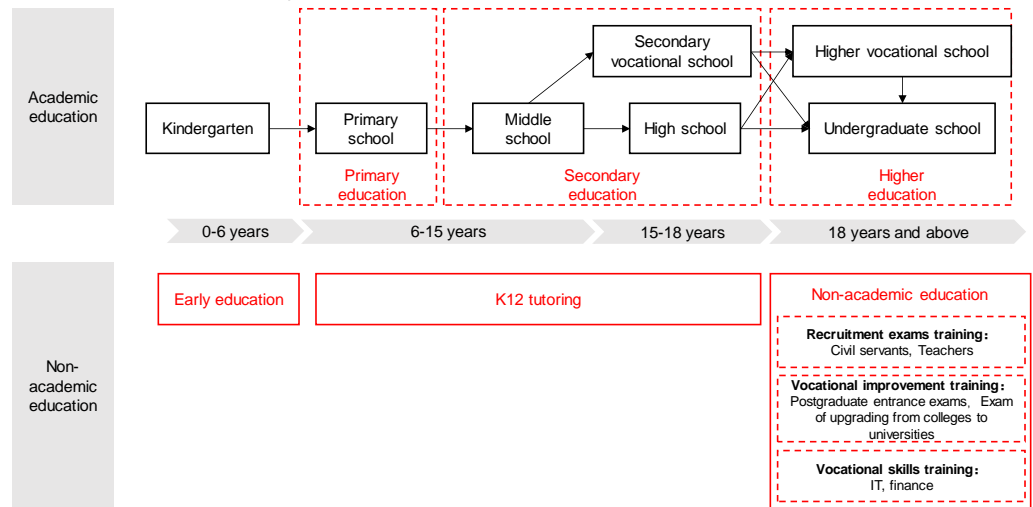 Academic
education
Kindergarten
Primary
school
Middle
school
Secondary
vocational school
High school
Higher vocational school
Undergraduate school
Primary
education
Secondary
education
Higher
education
0-6 years
6-15 years
15-18 years
18 years and above
Non-
academic
education
Early education
K12 tutoring
Non-academic education
Recruitment exams training：
Civil servants, Teachers
Vocational improvement training：
Postgraduate entrance exams,  Exam
of upgrading from colleges to
universities
Vocational skills training：
IT, finance